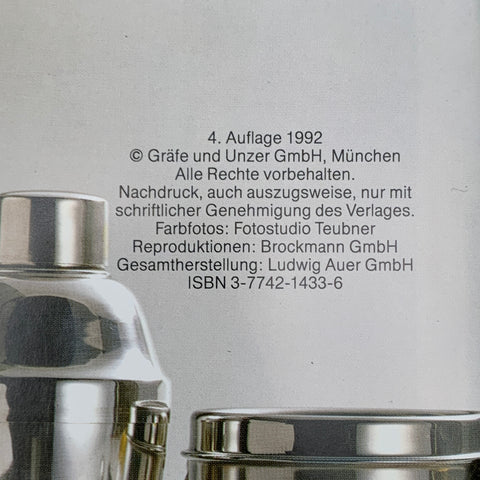 4. Auflage 1992
© Gräfe und Unzer GmbH, München
Alle Rechte vorbehalten.
Nachdruck, auch auszugsweise, nur mit
schriftlicher Genehmigung des Verlages.
Farbfotos: Fotostudio Teubner
Reproduktionen: Brockmann GmbH
Gesamtherstellung: Ludwig Auer GmbH
ISBN 3-7742-1433-6